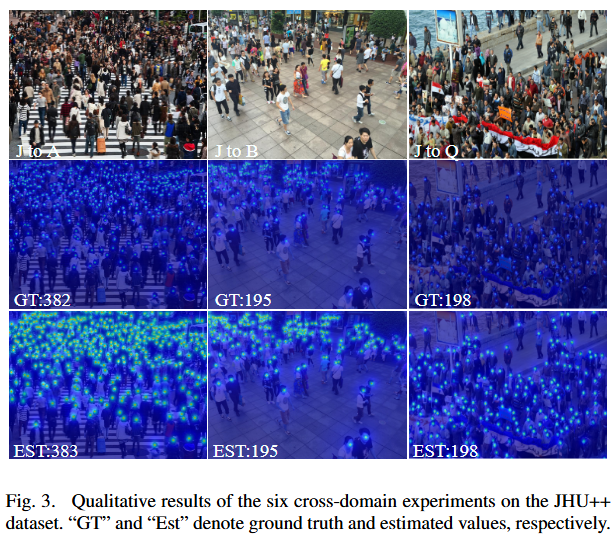 J to A J to B J to Q
GT:382 GT:195 GT:198
EST:383 EST:195 EST:198
Fig. 3. Qualitative results of the six cross-domain experiments on the JHU++
dataset. “GT” and “Est” denote ground truth and estimated values, respectively.